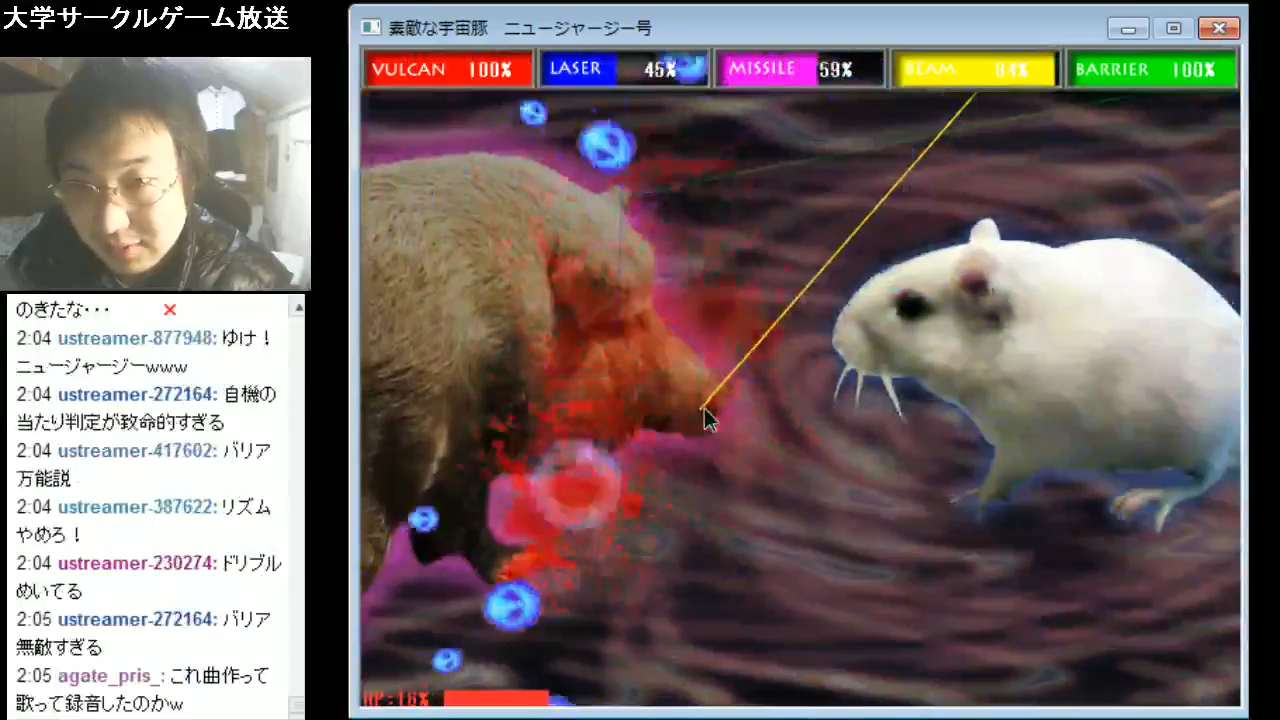 大学サークルゲーム放送
素敵な宇宙豚 ニュージャージー号
VULCAN 100%
LASER 45%
MISSILE 59%
BEAM 84%
BARRIER 100%
のきたな･･･
2:04 ustreamer-877948: ゆけ！
ニュージャージーwww
2:04 ustreamer-272164: 自機の
当たり判定が致命的すぎる
2:04 ustreamer-417602: バリア
万能説
2:04 ustreamer-387622: リズム
やめろ！
2:04 ustreamer-230274: ドリブル
めいてる
2:05 ustreamer-272164: バリア
無敵すぎる
2:05 agate_pris_: これ曲作って
歌って録音したのかw
HP:16%